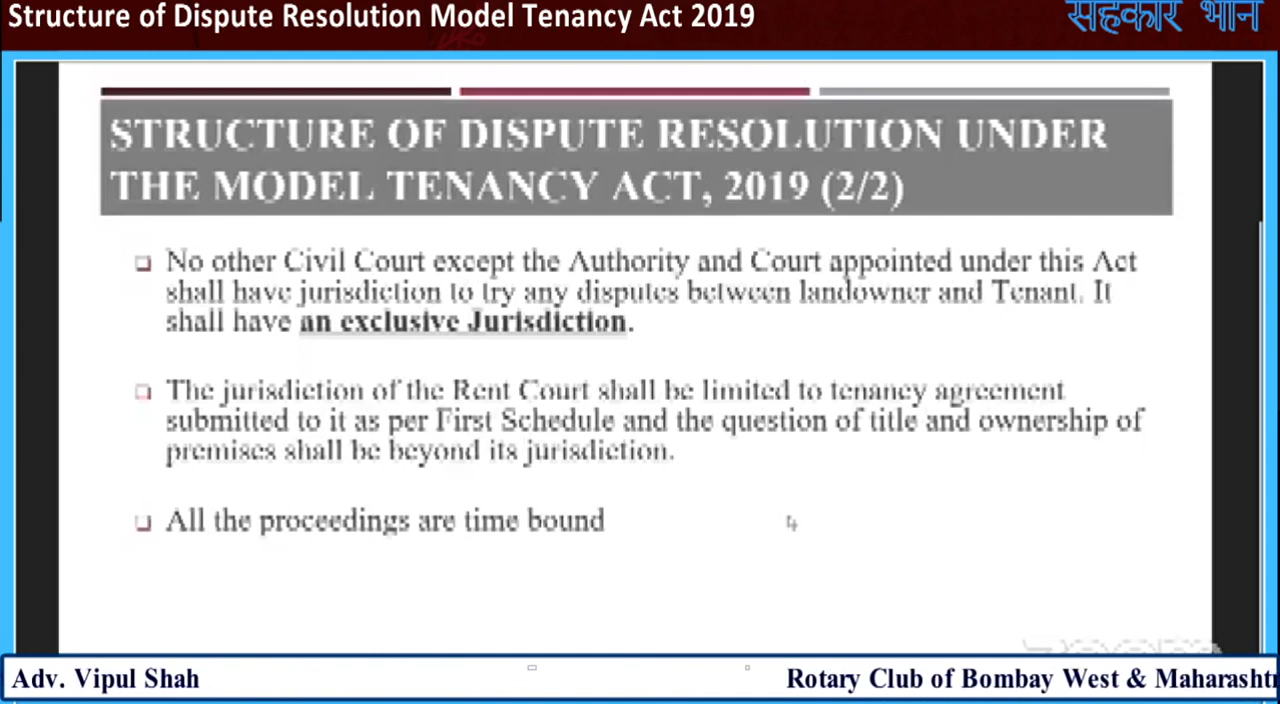 Structure of Dispute Resolution Model Tenancy Act 2019
सहकार भान
STRUCTURE OF DISPUTE RESOLUTION UNDER
THE MODEL TENANCY ACT, 2019 (2/2)
No other Civil Court except the Authority and Court appointed under this Act
shall have jurisdiction to try any disputes between landowner and Tenant. It
shall have an exclusive Jurisdiction.
The jurisdiction of the Rent Court shall be limited to tenancy agreement
submitted to it as per First Schedule and the question of title and ownership of
premises shall be beyond its jurisdiction.
All the proceedings are time bound
Adv. Vipul Shah
Rotary Club of Bombay West &